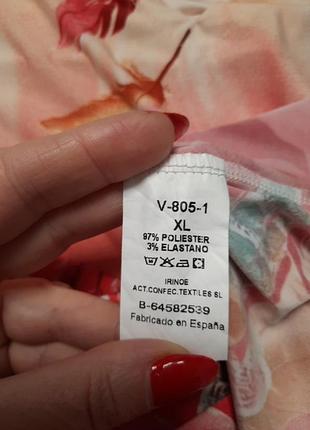 V-805-1
XL
97% POLIESTER
3% ELASTANO
IRINOE
ACT.CONFEC.TEXTILES SL
B-64582539
Fabricado en España